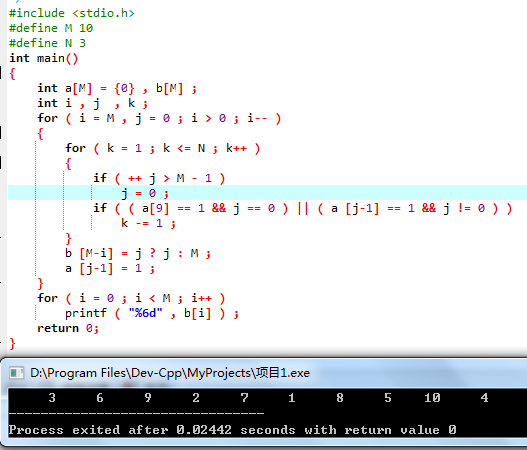 #include <stdio.h>
#define M 10
#define N 3
int main()
{
    int a[M] = {0} , b[M] ;
    int i , j  , k ;
    for ( i = M , j = 0 ; i > 0 ; i-- )
    {
        for ( k = 1 ; k <= N ; k++ )
        {
            if ( ++ j > M - 1 )
                j = 0 ;
            if ( ( a[9] == 1 && j == 0 ) || ( a [j-1] == 1 && j != 0 ) )
                k -= 1 ;
        }
        b [M-i] = j ? j : M ;
        a [j-1] = 1 ;
    }
    for ( i = 0 ; i < M ; i++ )
        printf ( "%6d" , b[i] ) ;
    return 0;
}
D:\Program Files\Dev-Cpp\MyProjects\项目1.exe
     3     6     9     2     7     1     8     5    10     4
--------------------------------
Process exited after 0.02442 seconds with return value 0